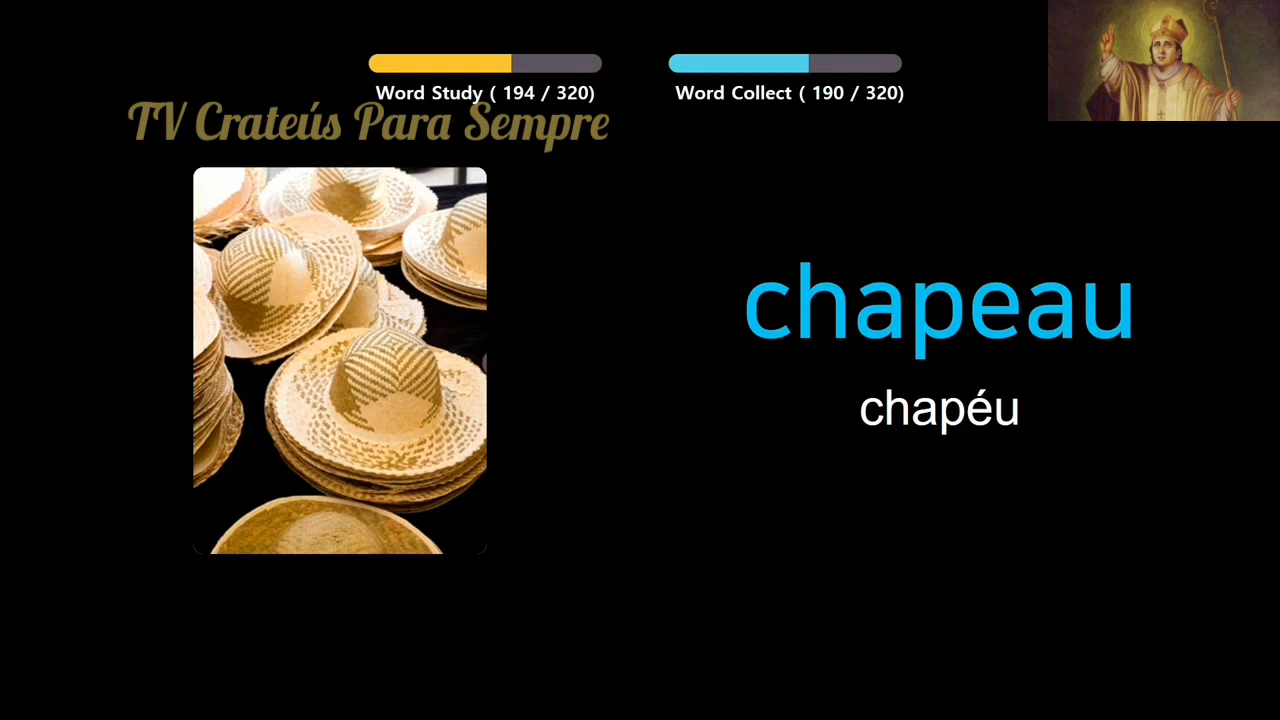 Word Study ( 194 / 320)
Word Collect ( 190 / 320)
TV Crateús Para Sempre
chapeau
chapéu